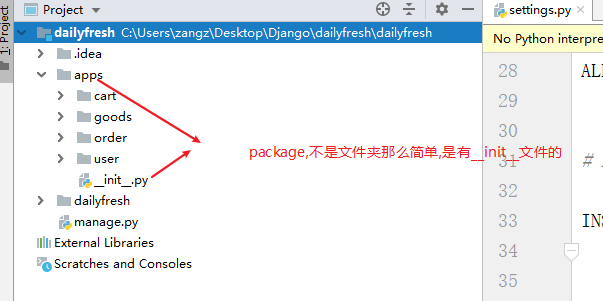 1: Project
Project
settings.py
dailyfresh C:\Users\zangz\Desktop\Django\dailyfresh\dailyfresh
No Python interpre
.idea
28
ALL
apps
cart
29
goods
30
order
package,不是文件夹那么简单,是有__init__文件的
31
#
user
__init__.py
32
dailyfresh
33
INS
manage.py
External Libraries
34
Scratches and Consoles
35